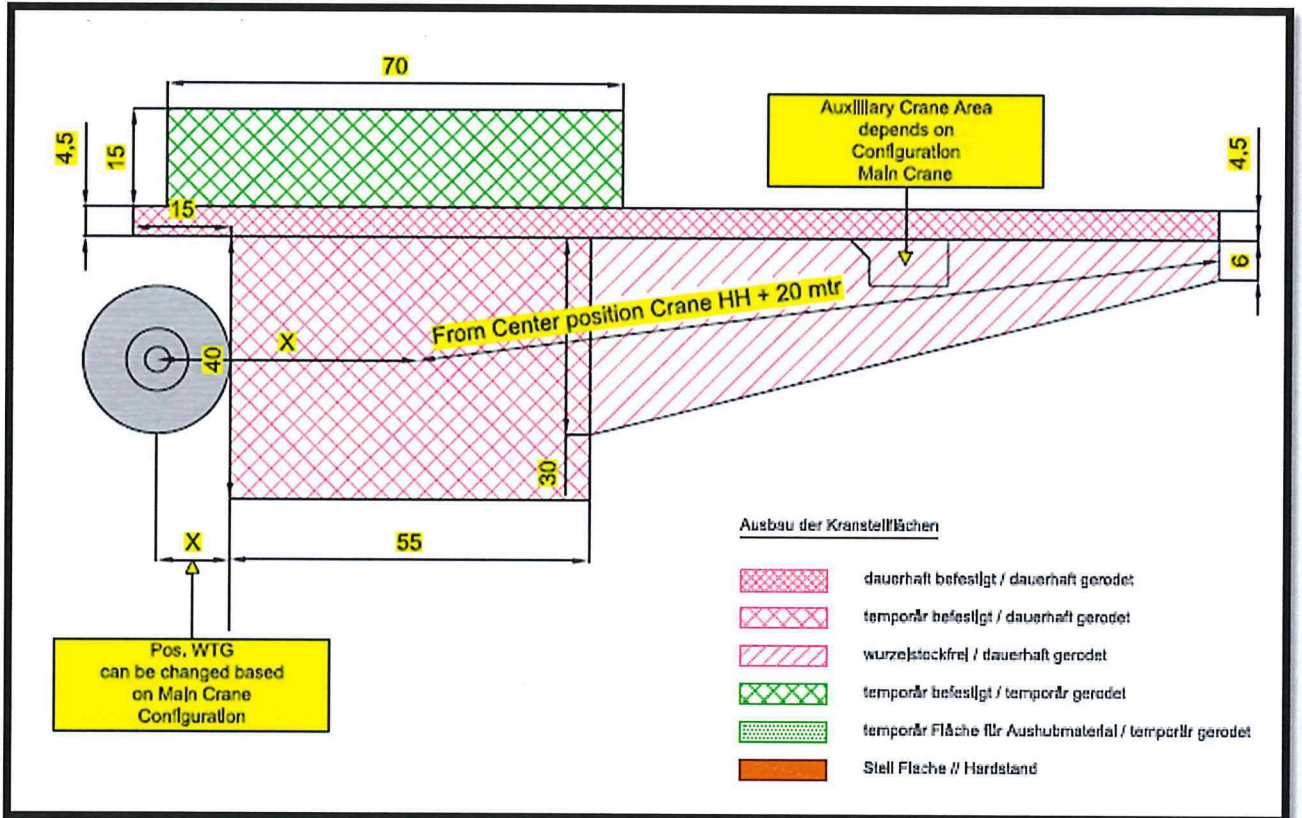 70
4,5
15
15
Auxiliiary Crane Area
depends on
Configuration
Main Crane
4,5
6
From Center position Crane HH + 20 mtr
X
40
30
X
55
Pos. WTG
can be changed based
on Main Crane
Configuration
Ausbau der Kranstellflächen
dauerhaft befestigt / dauerhaft gerodet
temporär befestigt / dauerhaft gerodet
wurzelstockfrei / dauerhaft gerodet
temporär befestigt / temporär gerodet
temporär Fläche für Aushubmaterial / temporär gerodet
Stell Flache // Hardstand